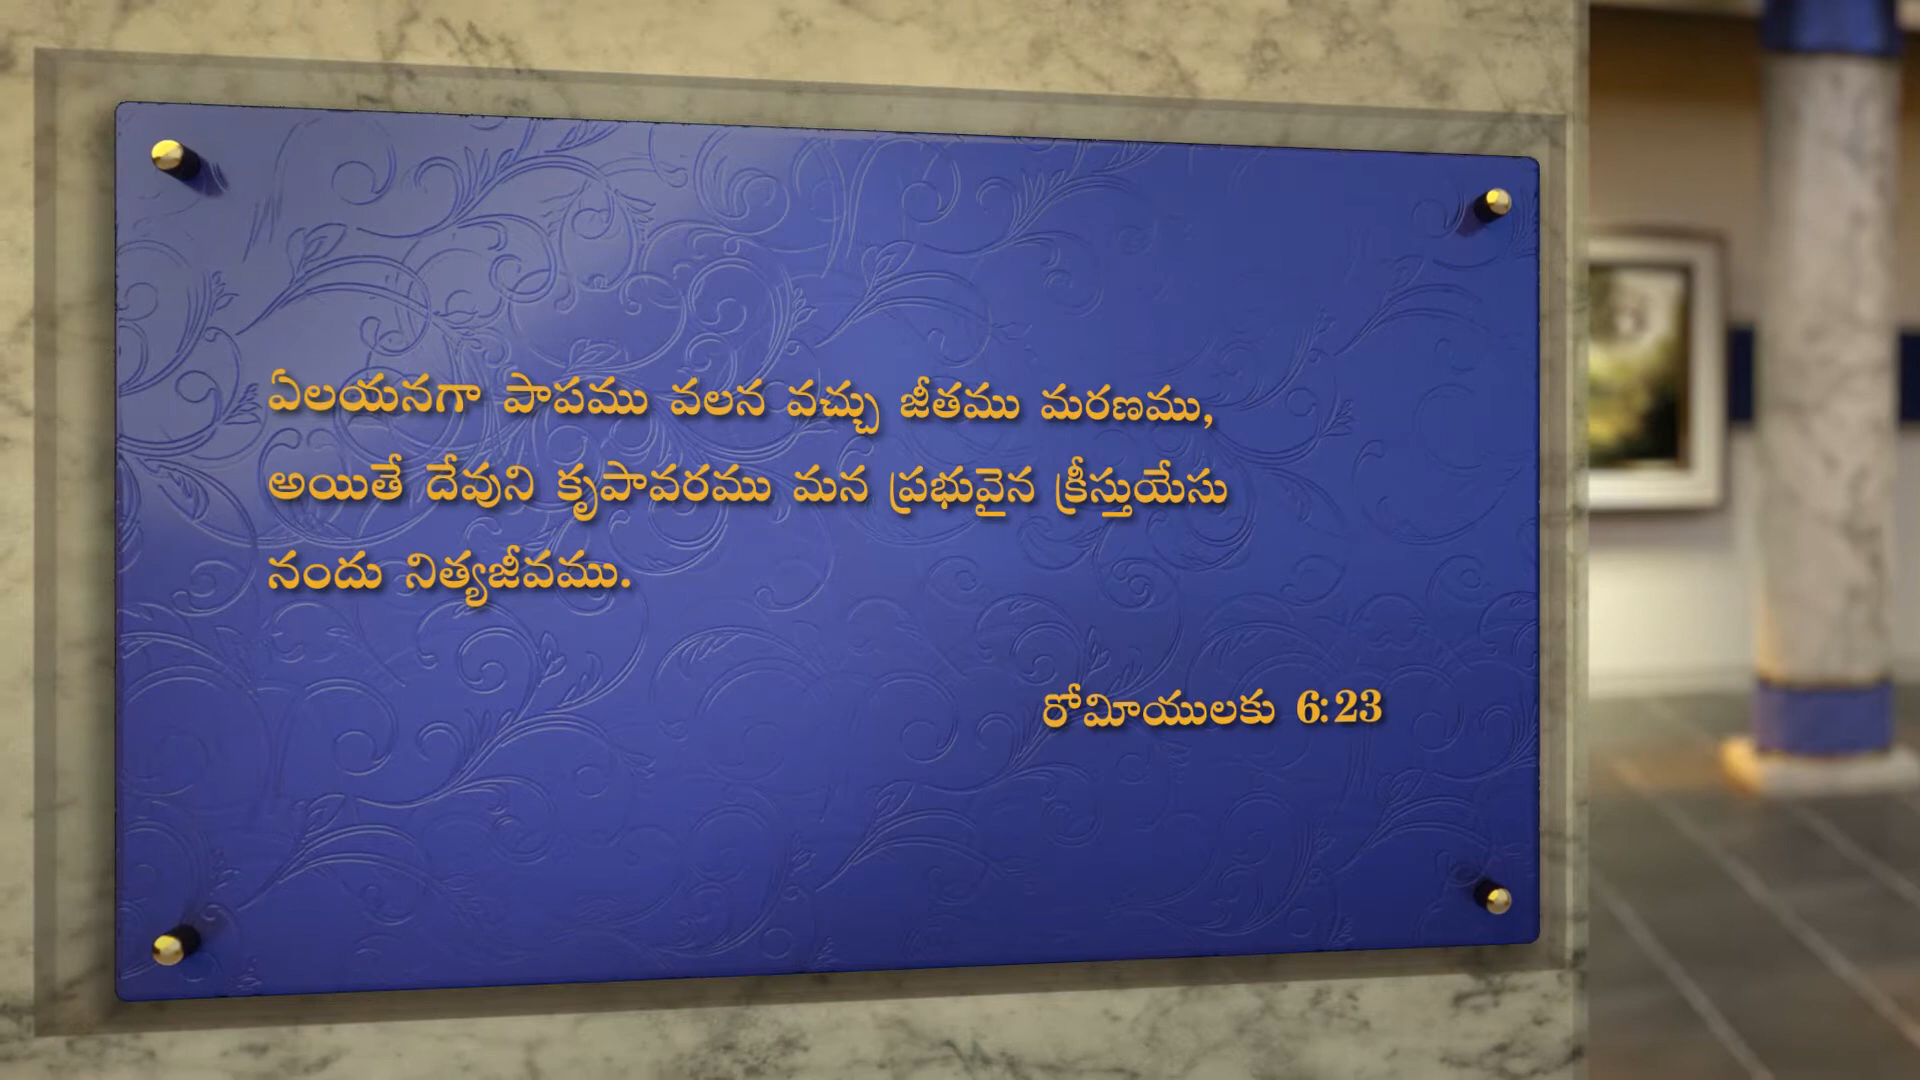 ఏలయనగా పాపము వలన వచ్చు జీతము మరణము,
అయితే దేవుని కృపావరము మన ప్రభువైన క్రీస్తుయేసు
నందు నిత్యజీవము.
రోమీయులకు 6:23